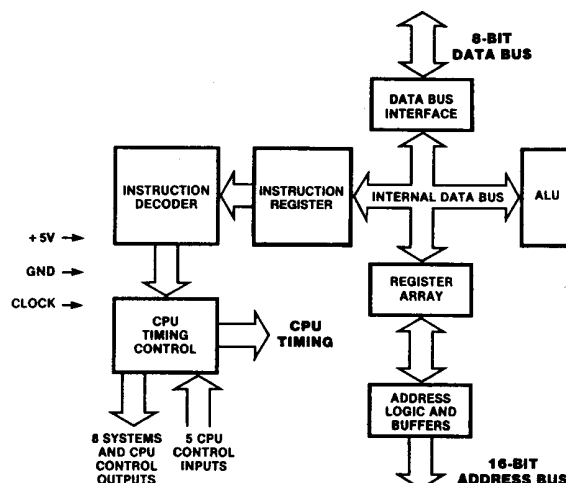 8-BIT
DATA BUS
DATA BUS
INTERFACE
INSTRUCTION
DECODER
INSTRUCTION
REGISTER
INTERNAL DATA BUS
ALU
+5V
GND
CLOCK
REGISTER
ARRAY
CPU
TIMING
CONTROL
CPU
TIMING
ADDRESS
LOGIC AND
BUFFERS
8 SYSTEMS
AND CPU
CONTROL
OUTPUTS
5 CPU
CONTROL
INPUTS
16-BIT
ADDRESS BUS